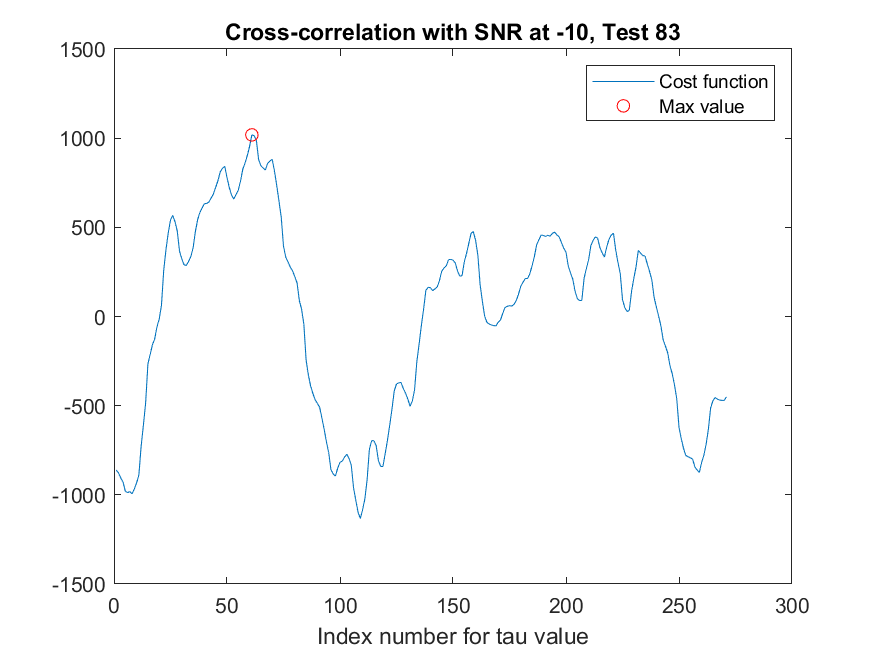 Cross-correlation with SNR at -10, Test 83
1500
1000
500
0
-500
-1000
-1500
Cost function
Max value
0 50 100 150 200 250 300
Index number for tau value